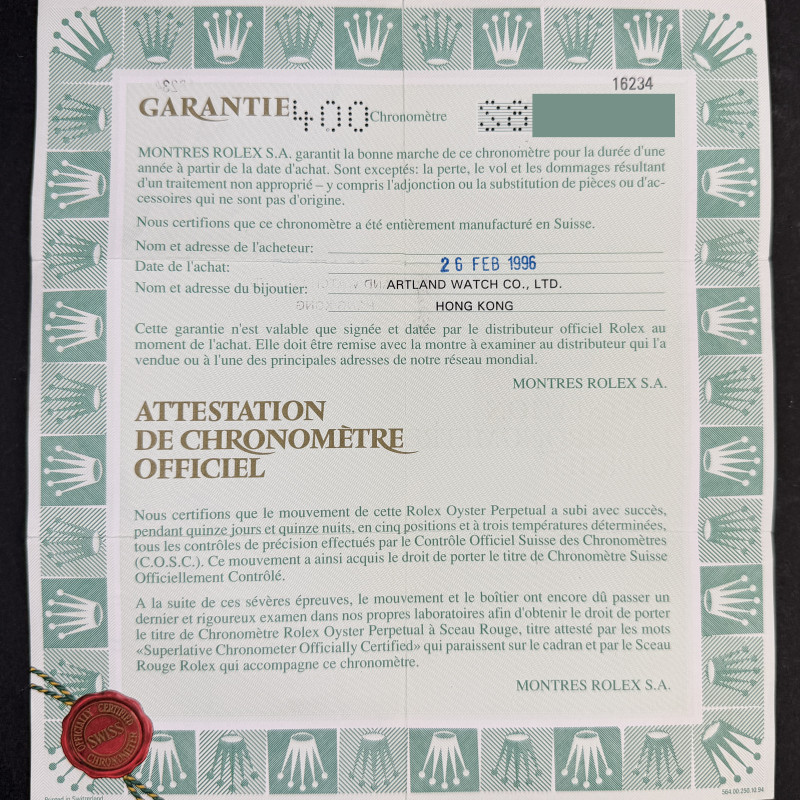 16234
GARANTIE 400 Chronomètre S8
MONTRES ROLEX S.A. garantit la bonne marche de ce chronomètre pour la durée d'une
année à partir de la date d'achat. Sont exceptés: la perte, le vol et les dommages résultant
d'un traitement non approprié – y compris l'adjonction ou la substitution de pièces ou d'ac-
cessoires qui ne sont pas d'origine.
Nous certifions que ce chronomètre a été entièrement manufacturé en Suisse.
Nom et adresse de l'acheteur:
Date de l'achat: 26 FEB 1996
Nom et adresse du bijoutier: ARTLAND WATCH CO., LTD.
HONG KONG
Cette garantie n'est valable que signée et datée par le distributeur officiel Rolex au
moment de l'achat. Elle doit être remise avec la montre à examiner au distributeur qui l'a
vendue ou à l'une des principales adresses de notre réseau mondial.
MONTRES ROLEX S.A.
ATTESTATION
DE CHRONOMÈTRE
OFFICIEL
Nous certifions que le mouvement de cette Rolex Oyster Perpetual a subi avec succès,
pendant quinze jours et quinze nuits, en cinq positions et à trois températures déterminées,
tous les contrôles de précision effectués par le Contrôle Officiel Suisse des Chronomètres
(C.O.S.C.). Ce mouvement a ainsi acquis le droit de porter le titre de Chronomètre Suisse
Officiellement Contrôlé.
A la suite de ces sévères épreuves, le mouvement et le boîtier ont encore dû passer un
dernier et rigoureux examen dans nos propres laboratoires afin d'obtenir le droit de porter
le titre de Chronomètre Rolex Oyster Perpetual à Sceau Rouge, titre attesté par les mots
«Superlative Chronometer Officially Certified» qui paraissent sur le cadran et par le Sceau
Rouge Rolex qui accompagne ce chronomètre.
MONTRES ROLEX S.A.
OFFICIALLY CERTIFIED
SWISS
CHRONOMETER
Printed in Switzerland
564.00.250.10.94